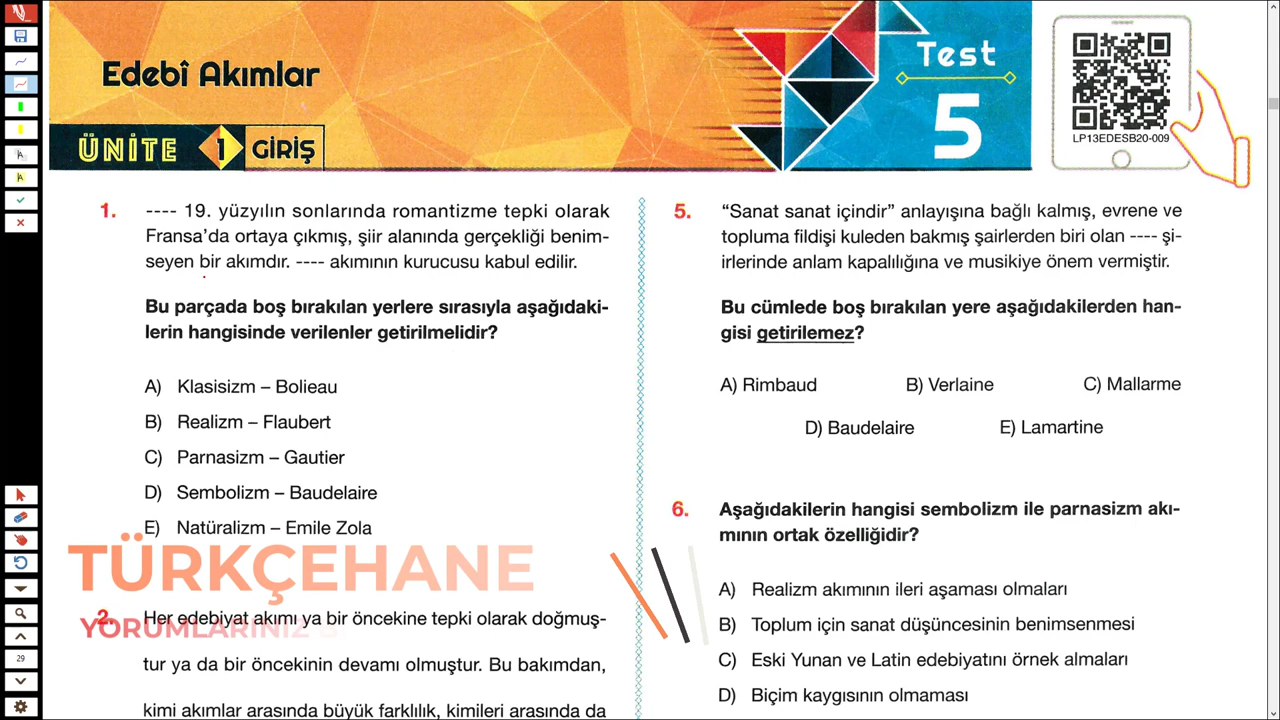 Edebî Akımlar
ÜNİTE 1 GİRİŞ
Test
5
LP13EDESB20-009
1. ---- 19. yüzyılın sonlarında romantizme tepki olarak
Fransa’da ortaya çıkmış, şiir alanında gerçekliği benim-
seyen bir akımdır. ---- akımının kurucusu kabul edilir.
Bu parçada boş bırakılan yerlere sırasıyla aşağıdaki-
lerin hangisinde verilenler getirilmelidir?
A) Klasisizm – Bolieau
B) Realizm – Flaubert
C) Parnasizm – Gautier
D) Sembolizm – Baudelaire
E) Natüralizm – Emile Zola
TÜRKÇEHANE
YORUMLARINIZ
2. Her edebiyat akımı ya bir öncekine tepki olarak doğmuş-
tur ya da bir öncekinin devamı olmuştur. Bu bakımdan,
kimi akımlar arasında büyük farklılık, kimileri arasında da
5. “Sanat sanat içindir” anlayışına bağlı kalmış, evrene ve
topluma fildişi kuleden bakmış şairlerden biri olan ---- şi-
irlerinde anlam kapalılığına ve musikiye önem vermiştir.
Bu cümlede boş bırakılan yere aşağıdakilerden han-
gisi getirilemez?
A) Rimbaud B) Verlaine C) Mallarme
D) Baudelaire E) Lamartine
6. Aşağıdakilerin hangisi sembolizm ile parnasizm akı-
mının ortak özelliğidir?
A) Realizm akımının ileri aşaması olmaları
B) Toplum için sanat düşüncesinin benimsenmesi
C) Eski Yunan ve Latin edebiyatını örnek almaları
D) Biçim kaygısının olmaması
29